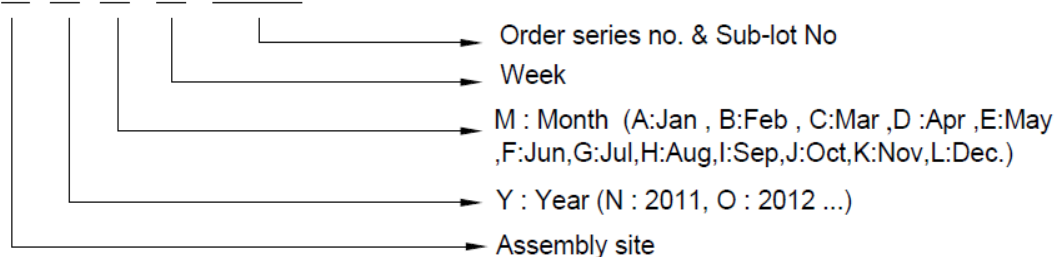 Order series no. & Sub-lot No
Week
M : Month (A:Jan , B:Feb , C:Mar ,D :Apr ,E:May
,F:Jun,G:Jul,H:Aug,I:Sep,J:Oct,K:Nov,L:Dec.)
Y : Year (N : 2011, O : 2012 ...)
Assembly site